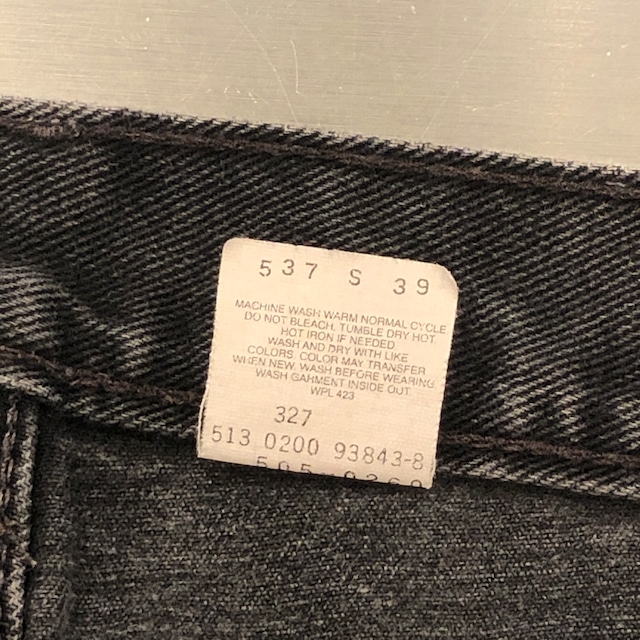 537 S 39
MACHINE WASH WARM NORMAL CYCLE
DO NOT BLEACH. TUMBLE DRY HOT.
HOT IRON IF NEEDED
WASH AND DRY WITH LIKE
COLORS. COLOR MAY TRANSFER
WHEN NEW. WASH BEFORE WEARING
WASH GARMENT INSIDE OUT
WPL 423
327
513 0200 93843-8